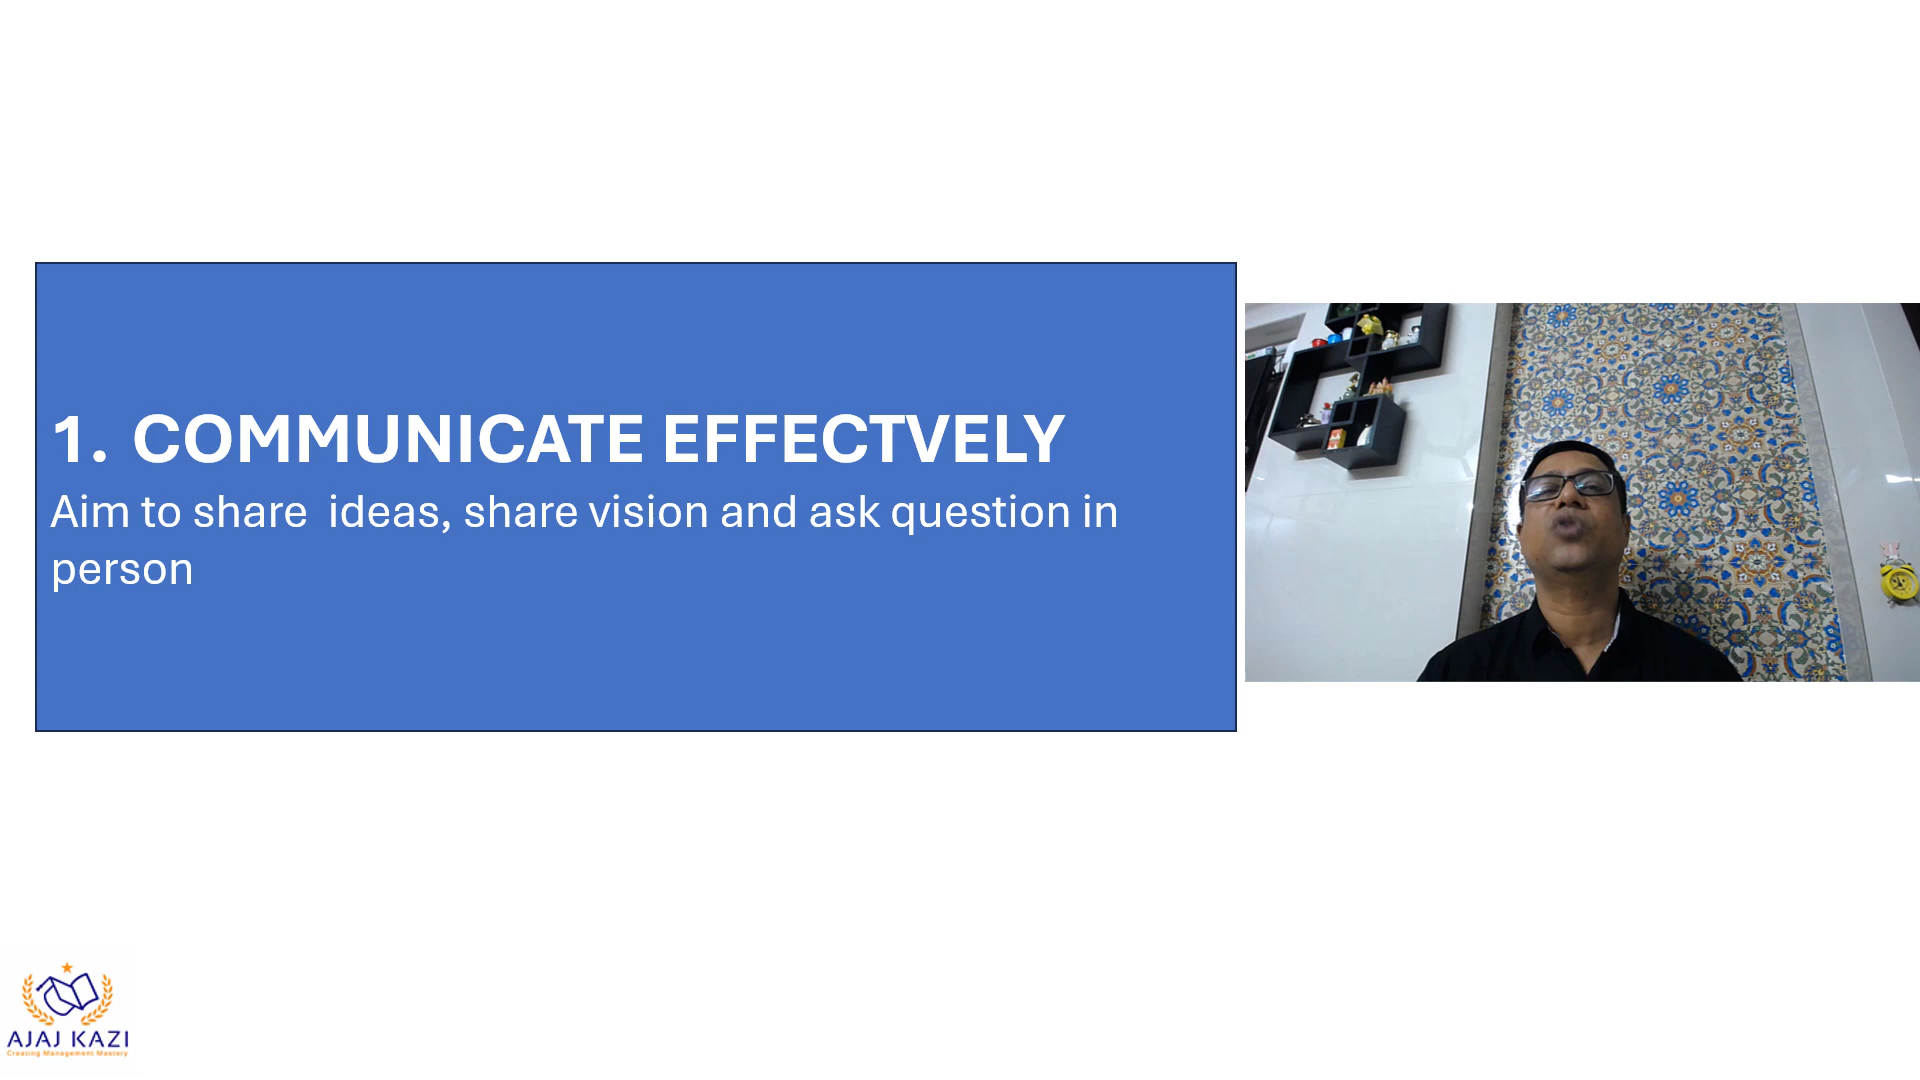 1. COMMUNICATE EFFECTVELY
Aim to share  ideas, share vision and ask question in
person
AJAJ KAZI
Creating Management Mastery